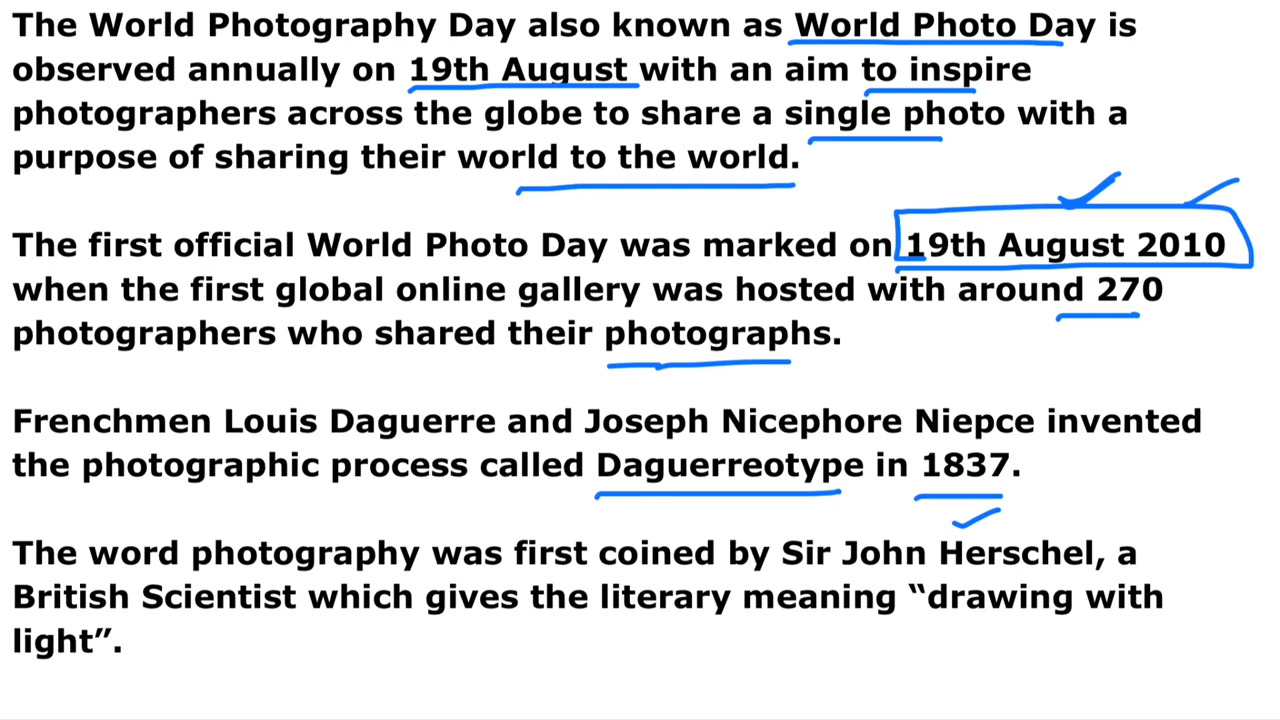 The World Photography Day also known as World Photo Day is
observed annually on 19th August with an aim to inspire
photographers across the globe to share a single photo with a
purpose of sharing their world to the world.
The first official World Photo Day was marked on 19th August 2010
when the first global online gallery was hosted with around 270
photographers who shared their photographs.
Frenchmen Louis Daguerre and Joseph Nicephore Niepce invented
the photographic process called Daguerreotype in 1837.
The word photography was first coined by Sir John Herschel, a
British Scientist which gives the literary meaning “drawing with
light”.